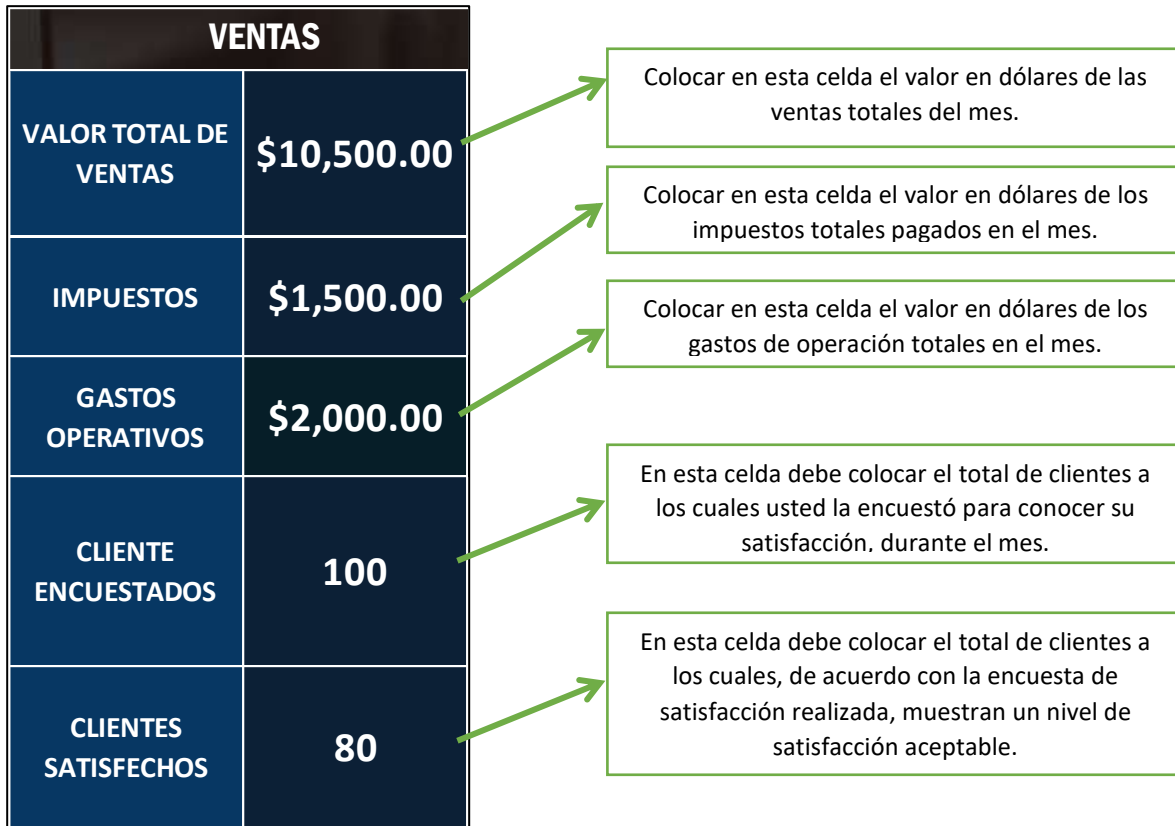 VENTAS
VALOR TOTAL DE
VENTAS
$10,500.00
Colocar en esta celda el valor en dólares de las
ventas totales del mes.
IMPUESTOS
$1,500.00
Colocar en esta celda el valor en dólares de los
impuestos totales pagados en el mes.
GASTOS
OPERATIVOS
$2,000.00
Colocar en esta celda el valor en dólares de los
gastos de operación totales en el mes.
CLIENTE
ENCUESTADOS
100
En esta celda debe colocar el total de clientes a
los cuales usted la encuestó para conocer su
satisfacción, durante el mes.
CLIENTES
SATISFECHOS
80
En esta celda debe colocar el total de clientes a
los cuales, de acuerdo con la encuesta de
satisfacción realizada, muestran un nivel de
satisfacción aceptable.